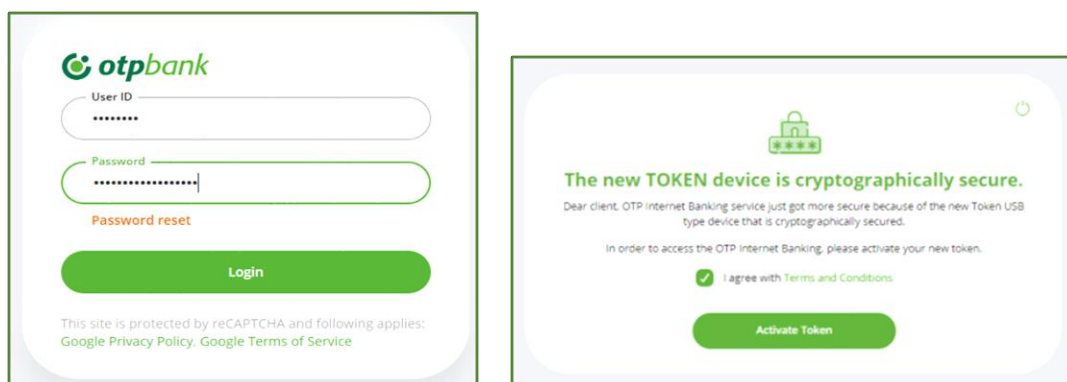 otpbank
User ID
••••••••
Password
••••••••••••••••••
Password reset
Login
This site is protected by reCAPTCHA and following applies:
Google Privacy Policy. Google Terms of Service
****
The new TOKEN device is cryptographically secure.
Dear client, OTP Internet Banking service just got more secure because of the new Token USB
type device that is cryptographically secured.
In order to access the OTP Internet Banking, please activate your new token.
I agree with Terms and Conditions
Activate Token